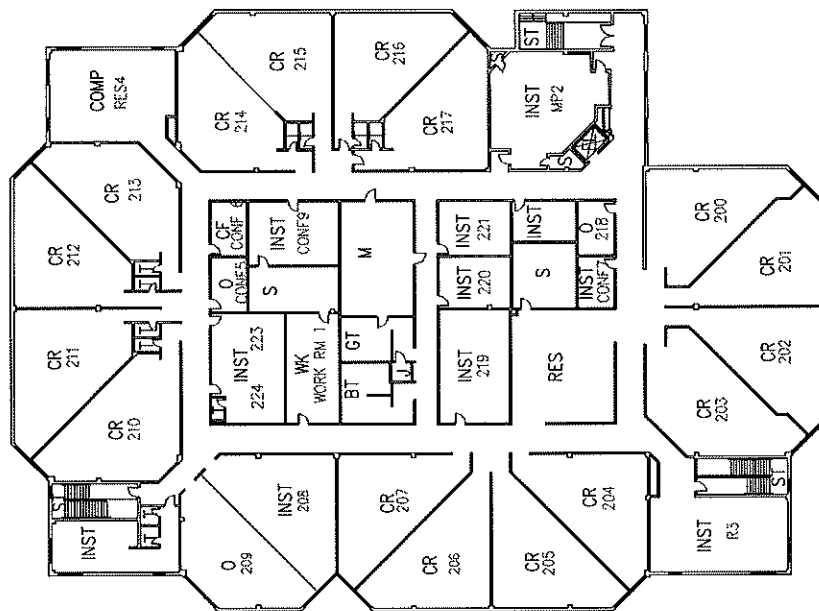 CR
215
CR
216
ST
COMP
RES4
CR
214
CR
217
INST
MP2
S
CR
213
CR
212
CF
CONF 6
INST
CONF9
M
INST
221
INST
O
218
CR
200
CR
201
O
CONF5
S
INST
220
S
INST
CONF7
CR
211
INST
223
224
WK
WORK RM 1
GT
BT
J
INST
219
RES
CR
202
CR
203
CR
210
T
T
T
T
ST
INST
T
T
O
209
INST
208
CR
207
CR
206
CR
205
CR
204
ST
INST
R3